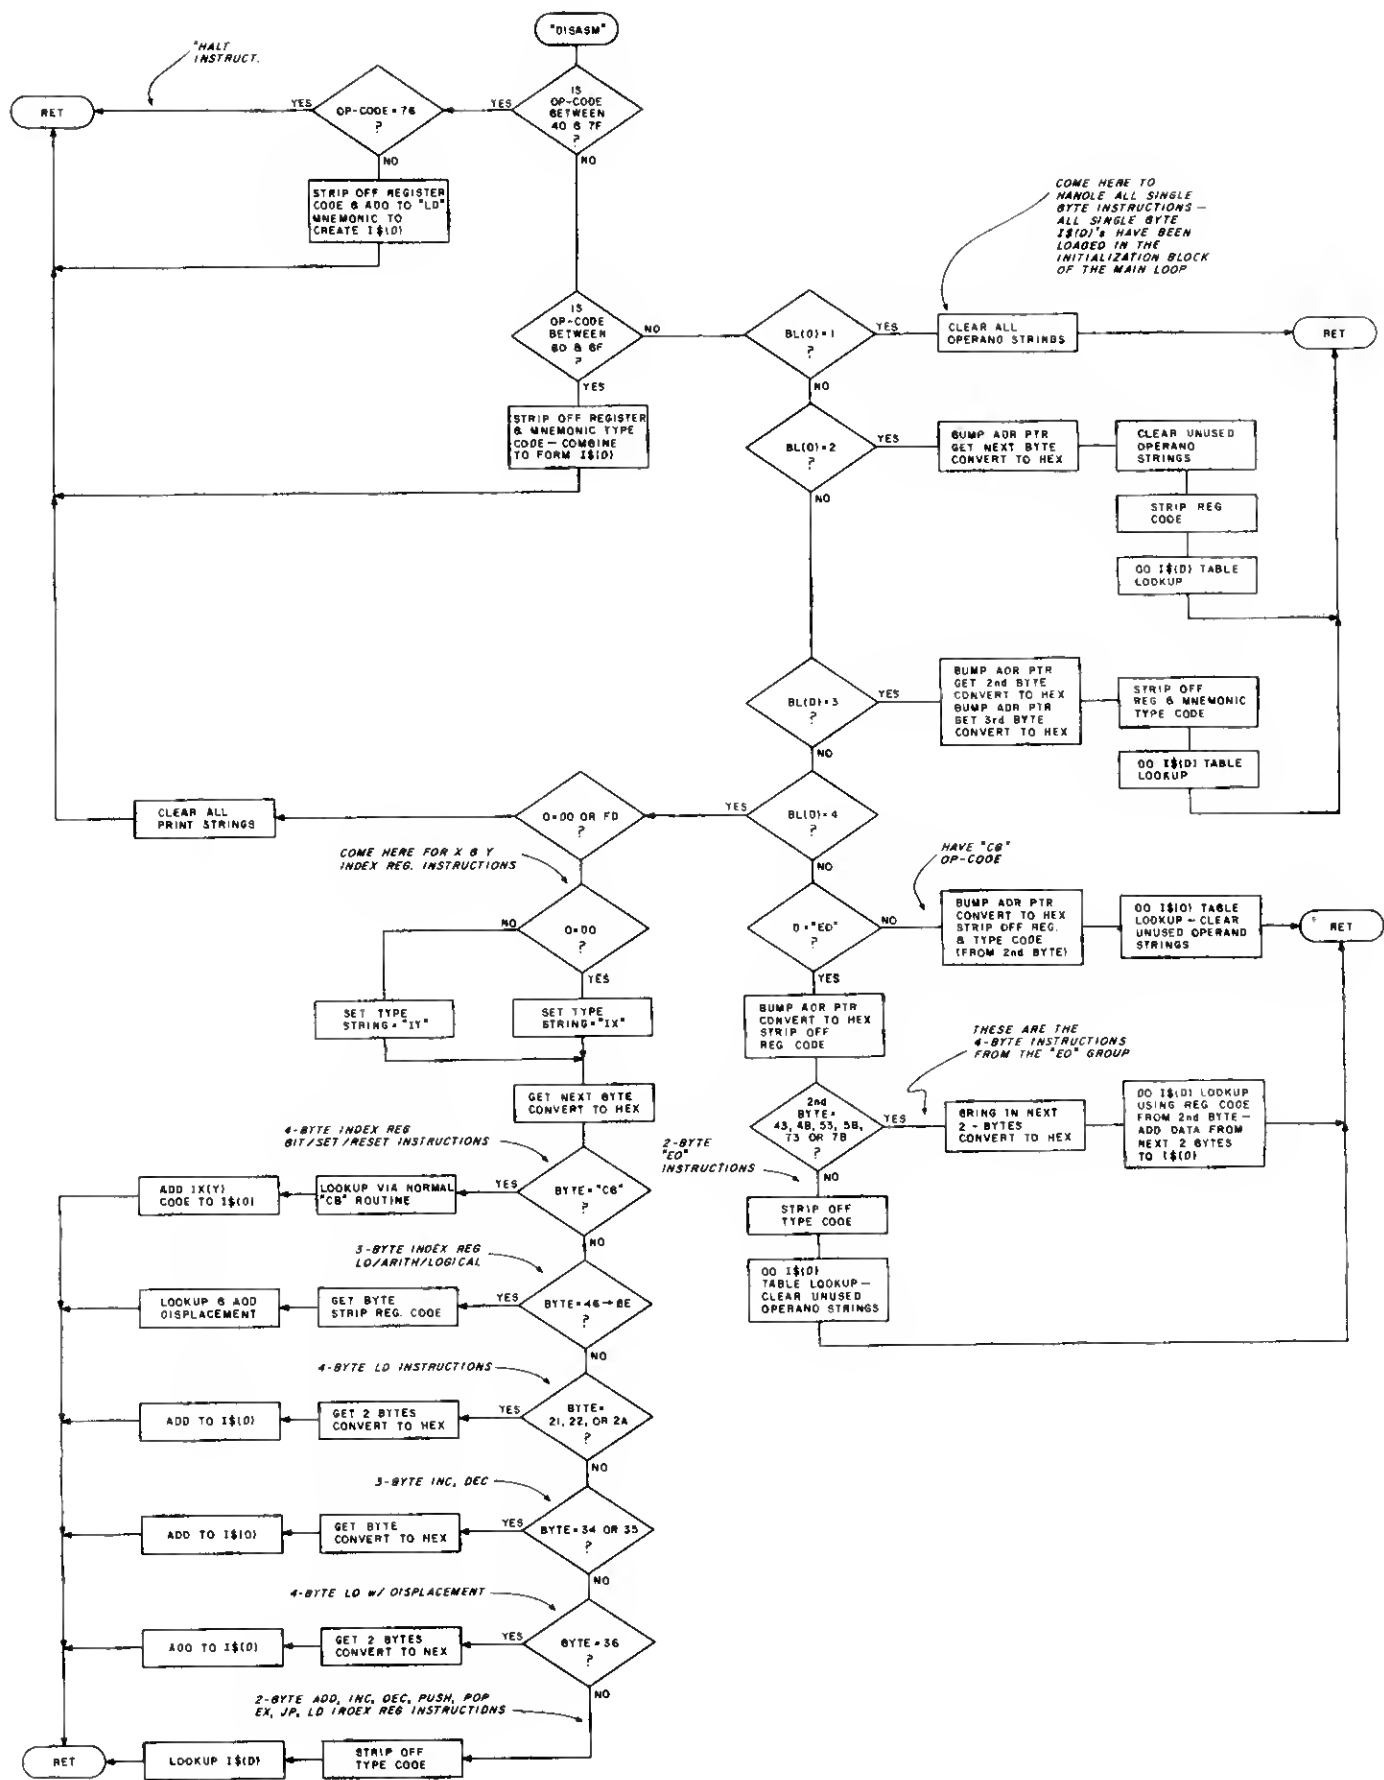 "DISASM"
"HALT
INSTRUCT.
RET
YES
OP-CODE = 76
?
YES
IS
OP-CODE
BETWEEN
40 & 7F
?
NO
NO
STRIP OFF REGISTER
CODE & ADD TO "LD"
MNEMONIC TO
CREATE I$(D)
COME HERE TO
HANDLE ALL SINGLE
BYTE INSTRUCTIONS —
ALL SINGLE BYTE
I$(D)'s HAVE BEEN
LOADED IN THE
INITIALIZATION BLOCK
OF THE MAIN LOOP
IS
OP-CODE
BETWEEN
80 & BF
?
NO
YES
BL(D)=1
?
YES
NO
CLEAR ALL
OPERAND STRINGS
RET
STRIP OFF REGISTER
& MNEMONIC TYPE
CODE — COMBINE
TO FORM I$(D)
BL(D)=2
?
YES
NO
BUMP ADR PTR
GET NEXT BYTE
CONVERT TO HEX
CLEAR UNUSED
OPERAND
STRINGS
STRIP REG
CODE
DO I$(D) TABLE
LOOKUP
BL(D)=3
?
YES
NO
BUMP ADR PTR
GET 2nd BYTE
CONVERT TO HEX
BUMP ADR PTR
GET 3rd BYTE
CONVERT TO HEX
STRIP OFF
REG & MNEMONIC
TYPE CODE
DO I$(D) TABLE
LOOKUP
CLEAR ALL
PRINT STRINGS
D=DD OR FD
?
YES
BL(D)=4
?
NO
COME HERE FOR X & Y
INDEX REG. INSTRUCTIONS
HAVE "CB"
OP-CODE
NO
D=DD
?
YES
D="ED"
?
NO
YES
BUMP ADR PTR
CONVERT TO HEX
STRIP OFF REG.
& TYPE CODE
(FROM 2nd BYTE)
DO I$(D) TABLE
LOOKUP — CLEAR
UNUSED OPERAND
STRINGS
RET
SET TYPE
STRING="IY"
SET TYPE
STRING="IX"
BUMP ADR PTR
CONVERT TO HEX
STRIP OFF
REG CODE
THESE ARE THE
4-BYTE INSTRUCTIONS
FROM THE "ED" GROUP
GET NEXT BYTE
CONVERT TO HEX
2nd
BYTE=
43, 4B, 53, 5B,
73 OR 7B
?
YES
NO
BRING IN NEXT
2 - BYTES
CONVERT TO HEX
DO I$(D) LOOKUP
USING REG CODE
FROM 2nd BYTE —
ADD DATA FROM
NEXT 2 BYTES
TO I$(D)
4-BYTE INDEX REG
BIT/SET/RESET INSTRUCTIONS
2-BYTE
"ED"
INSTRUCTIONS
ADD IX(Y)
CODE TO I$(D)
LOOKUP VIA NORMAL
"CB" ROUTINE
YES
BYTE="CB"
?
NO
STRIP OFF
TYPE CODE
3-BYTE INDEX REG
LD/ARITH/LOGICAL
DO I$(D)
TABLE LOOKUP —
CLEAR UNUSED
OPERAND STRINGS
LOOKUP & ADD
DISPLACEMENT
GET BYTE
STRIP REG. CODE
YES
BYTE=46→BE
?
NO
4-BYTE LD INSTRUCTIONS
ADD TO I$(D)
GET 2 BYTES
CONVERT TO HEX
YES
BYTE=
21, 22, OR 2A
?
NO
3-BYTE INC, DEC
ADD TO I$(D)
GET BYTE
CONVERT TO HEX
YES
BYTE=34 OR 35
?
NO
4-BYTE LD w/ DISPLACEMENT
ADD TO I$(D)
GET 2 BYTES
CONVERT TO HEX
YES
BYTE=36
?
NO
2-BYTE ADD, INC, DEC, PUSH, POP
EX, JP, LD INDEX REG INSTRUCTIONS
RET
LOOKUP I$(D)
STRIP OFF
TYPE CODE